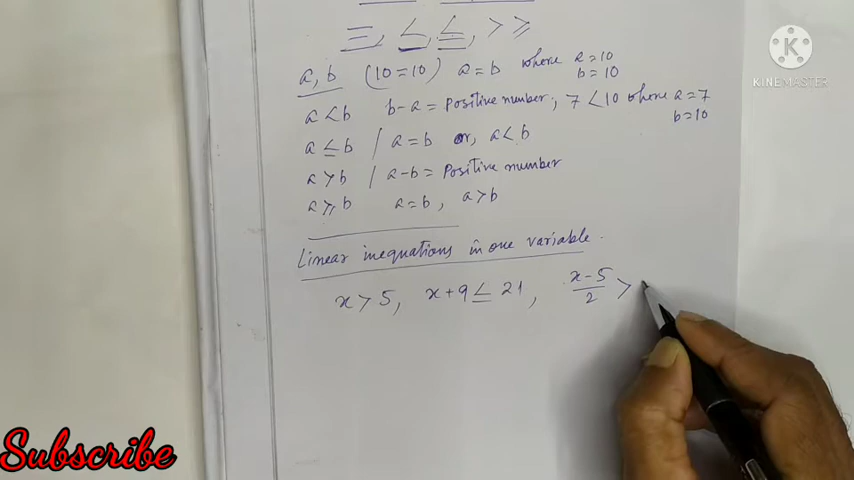 =, <, ≤, > ≥
a, b (10=10) a = b where a=10
b=10
a < b b-a = Positive number, 7 < 10 where a=7
b=10
a ≤ b / a = b or, a < b
a > b / a-b = Positive number
a ≥ b a=b, a>b
Linear inequations in one variable.
x > 5, x+9 ≤ 21, x-5/2 >
KINEMASTER
Subscribe